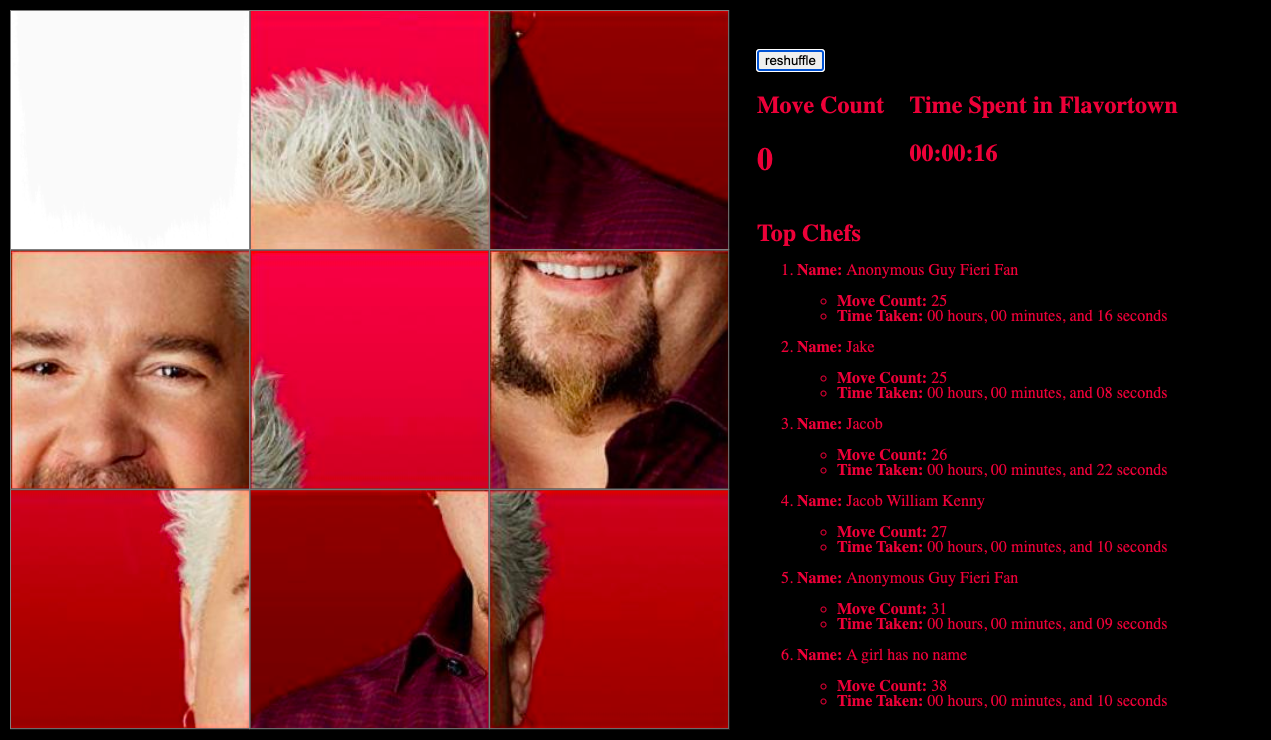 reshuffle
Move Count
Time Spent in Flavortown
0
00:00:16
Top Chefs
1. Name: Anonymous Guy Fieri Fan
Move Count: 25
Time Taken: 00 hours, 00 minutes, and 16 seconds
2. Name: Jake
Move Count: 25
Time Taken: 00 hours, 00 minutes, and 08 seconds
3. Name: Jacob
Move Count: 26
Time Taken: 00 hours, 00 minutes, and 22 seconds
4. Name: Jacob William Kenny
Move Count: 27
Time Taken: 00 hours, 00 minutes, and 10 seconds
5. Name: Anonymous Guy Fieri Fan
Move Count: 31
Time Taken: 00 hours, 00 minutes, and 09 seconds
6. Name: A girl has no name
Move Count: 38
Time Taken: 00 hours, 00 minutes, and 10 seconds